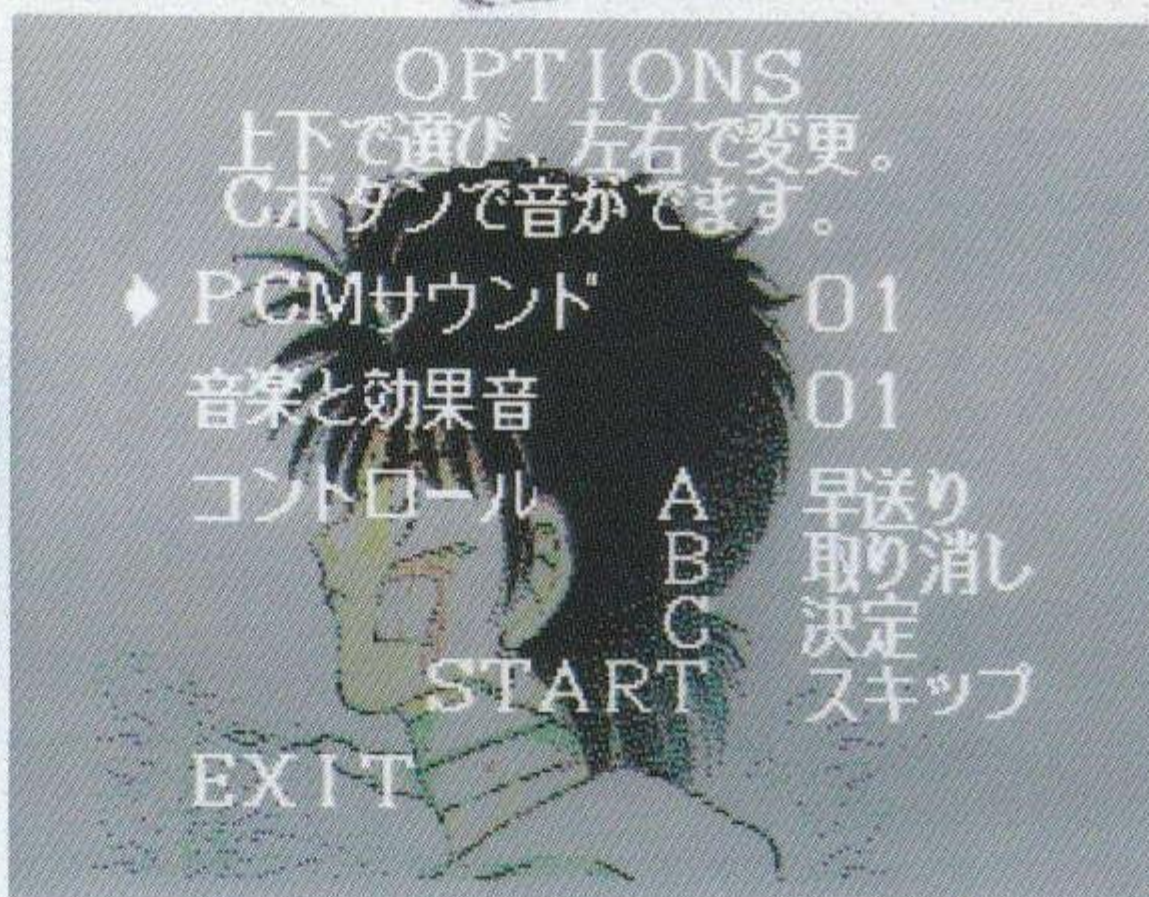 OPTIONS
上下で選び、左右で変更。
Cボタンで音がでます。
PCMサウンド 01
音楽と効果音 01
コントロール A 早送り
B 取り消し
C 決定
START スキップ
EXIT